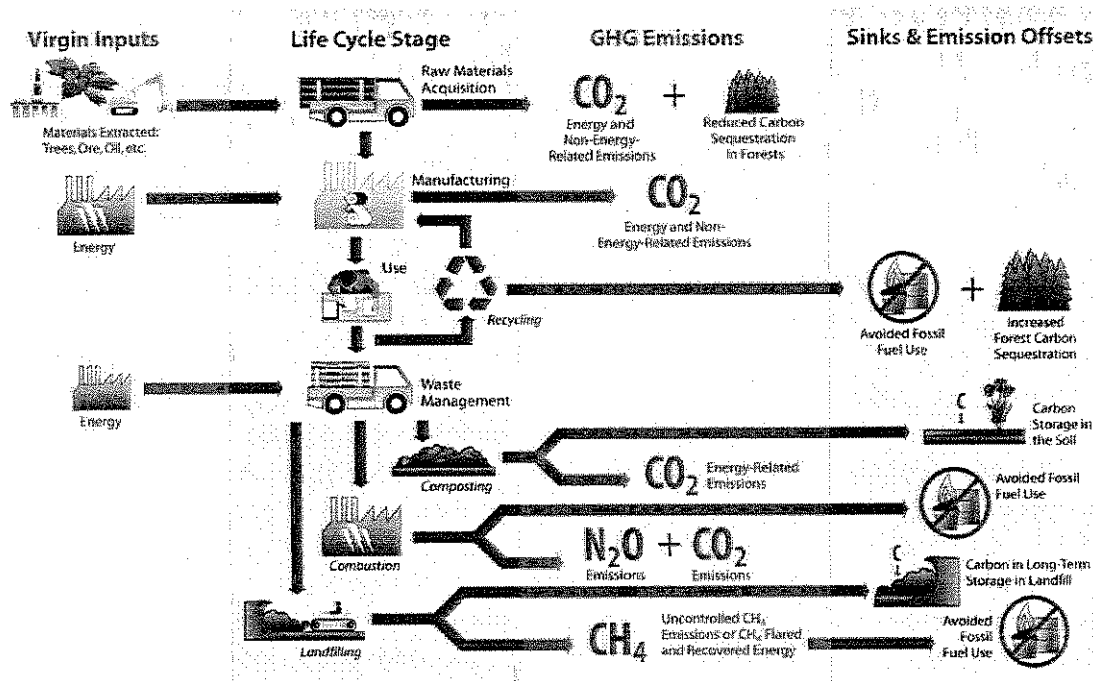 Virgin Inputs
Life Cycle Stage
GHG Emissions
Sinks & Emission Offsets
Raw Materials
Acquisition
CO2
+
Energy and
Non-Energy-
Related Emissions
Reduced Carbon
Sequestration
in Forests
Materials Extracted:
Trees, Ore, Oil, etc.
Manufacturing
CO2
Energy and Non-
Energy-Related Emissions
Energy
Use
Recycling
+
Avoided Fossil
Fuel Use
Increased
Forest Carbon
Sequestration
Waste
Management
Energy
C
Carbon
Storage in
the Soil
Composting
CO2
Energy-Related
Emissions
Avoided Fossil
Fuel Use
Combustion
N2O + CO2
Emissions
Emissions
C
Carbon in Long-Term
Storage in Landfill
Landfilling
CH4
Uncontrolled CH4
Emissions or CH4 Flared
and Recovered Energy
Avoided
Fossil
Fuel Use